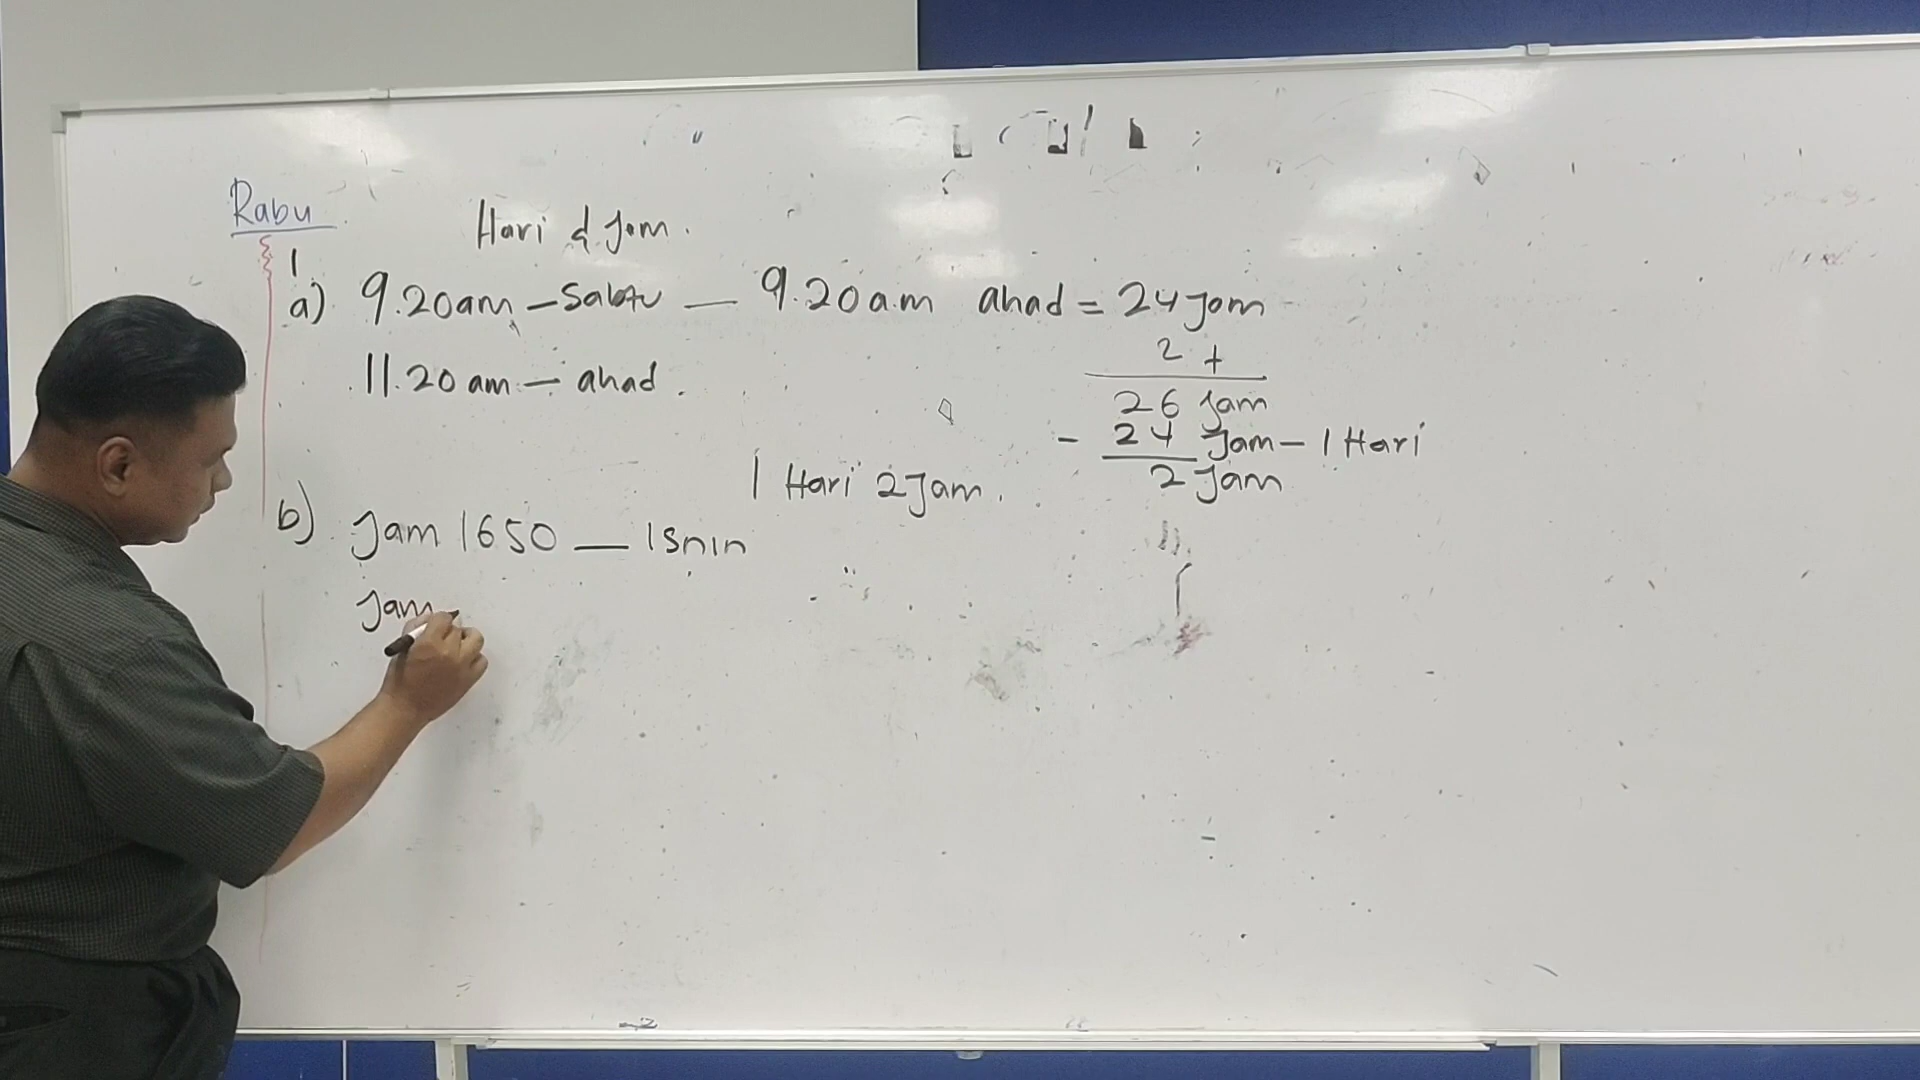 Rabu
Hari & Jam.
1
a) 9.20am – Sabtu — 9.20a.m ahad = 24 Jam
2 +
11.20 am – ahad.
26 Jam
- 24 Jam – 1 Hari
2 Jam
1 Hari 2 Jam.
b) Jam 1650 — Isnin
Jam